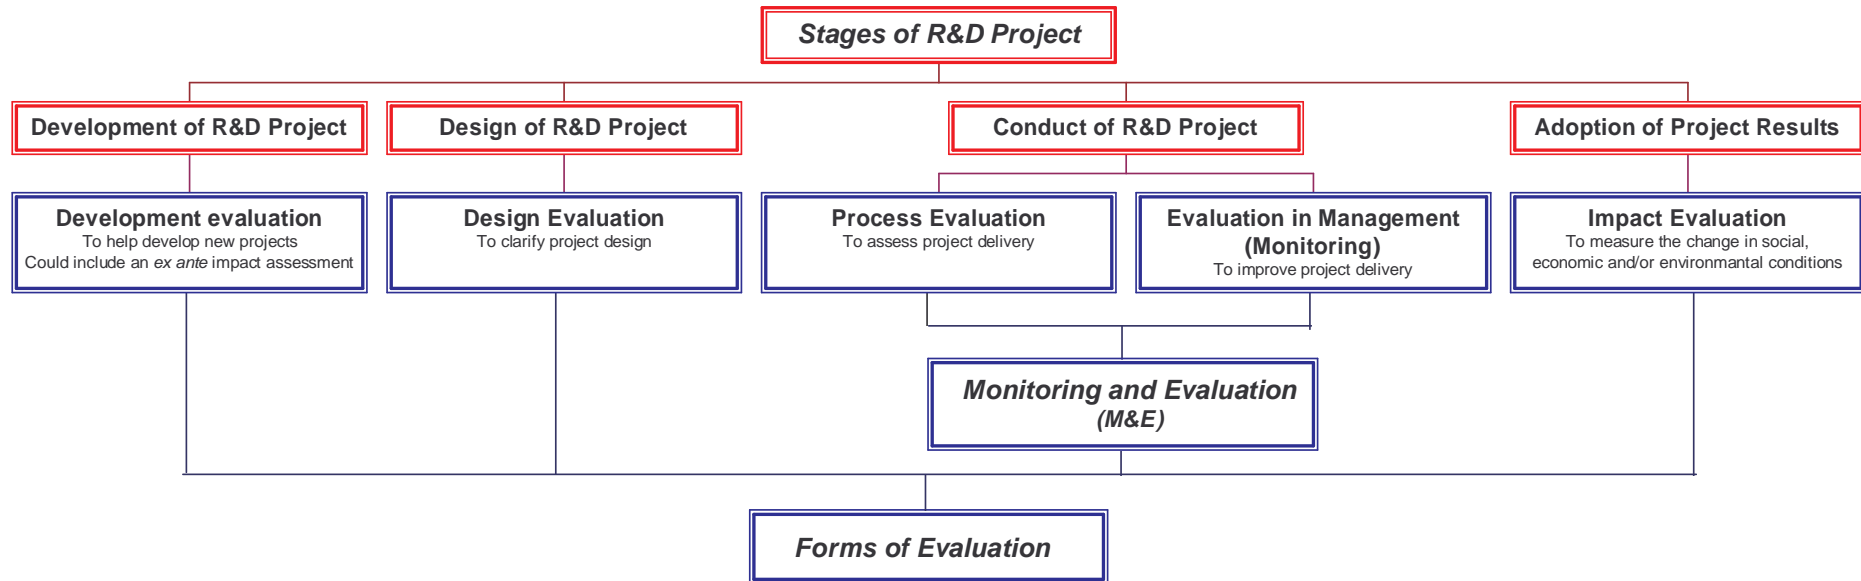 Stages of R&D Project
Development of R&D Project
Design of R&D Project
Conduct of R&D Project
Adoption of Project Results
Development evaluation
To help develop new projects
Could include an ex ante impact assessment
Design Evaluation
To clarify project design
Process Evaluation
To assess project delivery
Evaluation in Management
(Monitoring)
To improve project delivery
Impact Evaluation
To measure the change in social,
economic and/or environmantal conditions
Monitoring and Evaluation
(M&E)
Forms of Evaluation